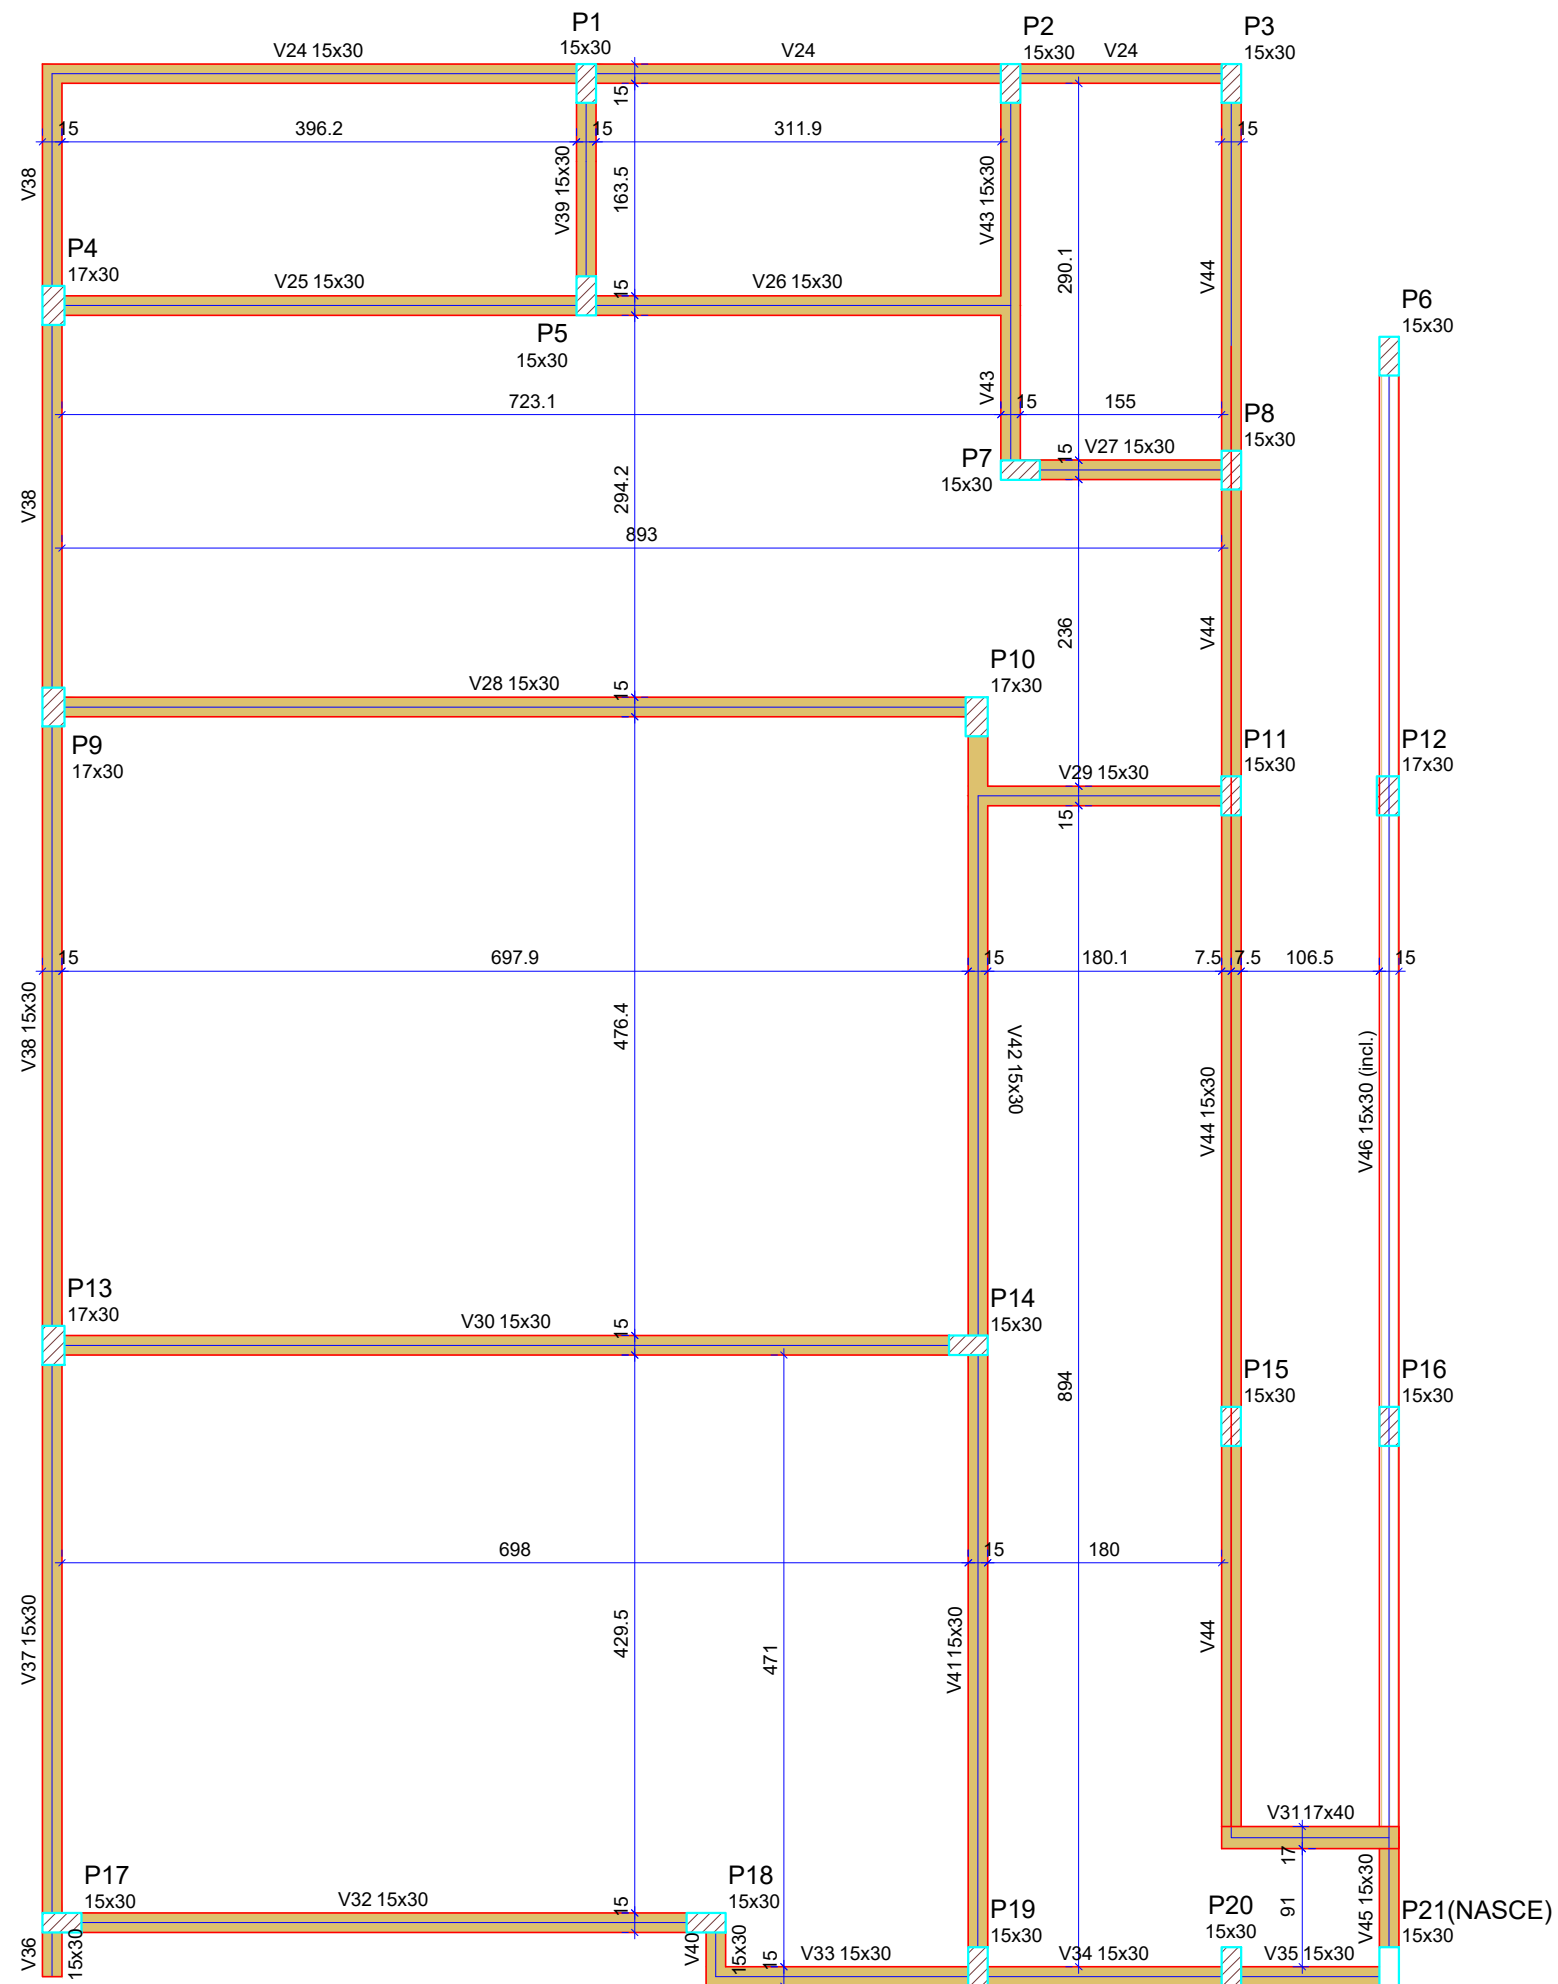 P1
15x30
P2
15x30
P3
15x30
V24 15x30
V24
V24
15
15
396.2
15
311.9
15
V38
V39 15x30
163.5
V43 15x30
290.1
V44
P4
17x30
V25 15x30
15
V26 15x30
P5
15x30
P6
15x30
V43
723.1
15
155
P8
15x30
V27 15x30
15
P7
15x30
V38
294.2
893
V44
236
P10
17x30
V28 15x30
15
P9
17x30
P11
15x30
P12
17x30
V29 15x30
15
15
697.9
15
180.1
7.5
7.5
106.5
15
V38 15x30
476.4
V42 15x30
V44 15x30
V46 15x30 (incl.)
P13
17x30
V30 15x30
15
P14
15x30
894
P15
15x30
P16
15x30
698
15
180
V37 15x30
429.5
471
V41 15x30
V44
V31 17x40
17
P17
15x30
V32 15x30
15
P18
15x30
P19
15x30
P20
15x30
91
V45 15x30
P21(NASCE)
15x30
V36
15x30
V40
15x30
15
V33 15x30
V34 15x30
V35 15x30